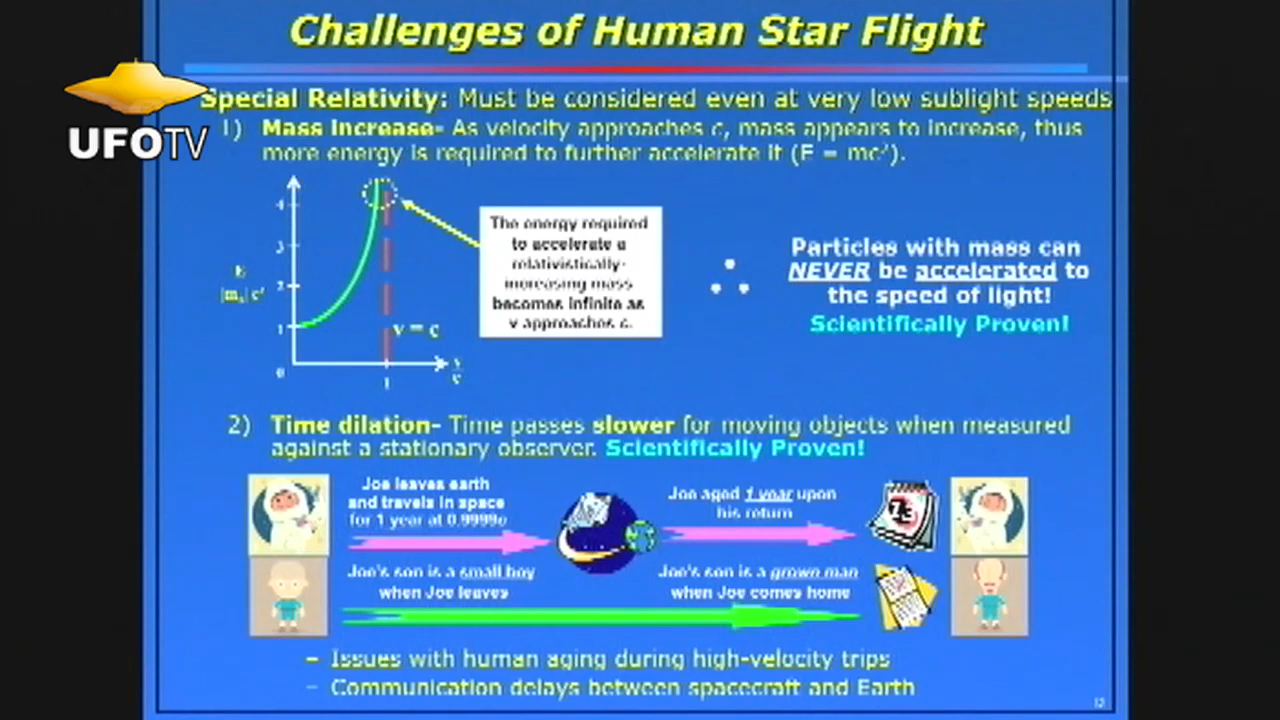 Challenges of Human Star Flight
UFOTV
Special Relativity: Must be considered even at very low sublight speeds
1) Mass Increase- As velocity approaches c, mass appears to increase, thus
more energy is required to further accelerate it (E = mc²).
4
3
2
1
0
E
|m₀| c²
v = c
v
c
1
The energy required
to accelerate a
relativistically-
increasing mass
becomes infinite as
v approaches c.
∴
Particles with mass can
NEVER be accelerated to
the speed of light!
Scientifically Proven!
2) Time dilation- Time passes slower for moving objects when measured
against a stationary observer. Scientifically Proven!
Joe leaves earth
and travels in space
for 1 year at 0.9999c
Joe aged 1 year upon
his return
Joe's son is a small boy
when Joe leaves
Joe's son is a grown man
when Joe comes home
– Issues with human aging during high-velocity trips
– Communication delays between spacecraft and Earth